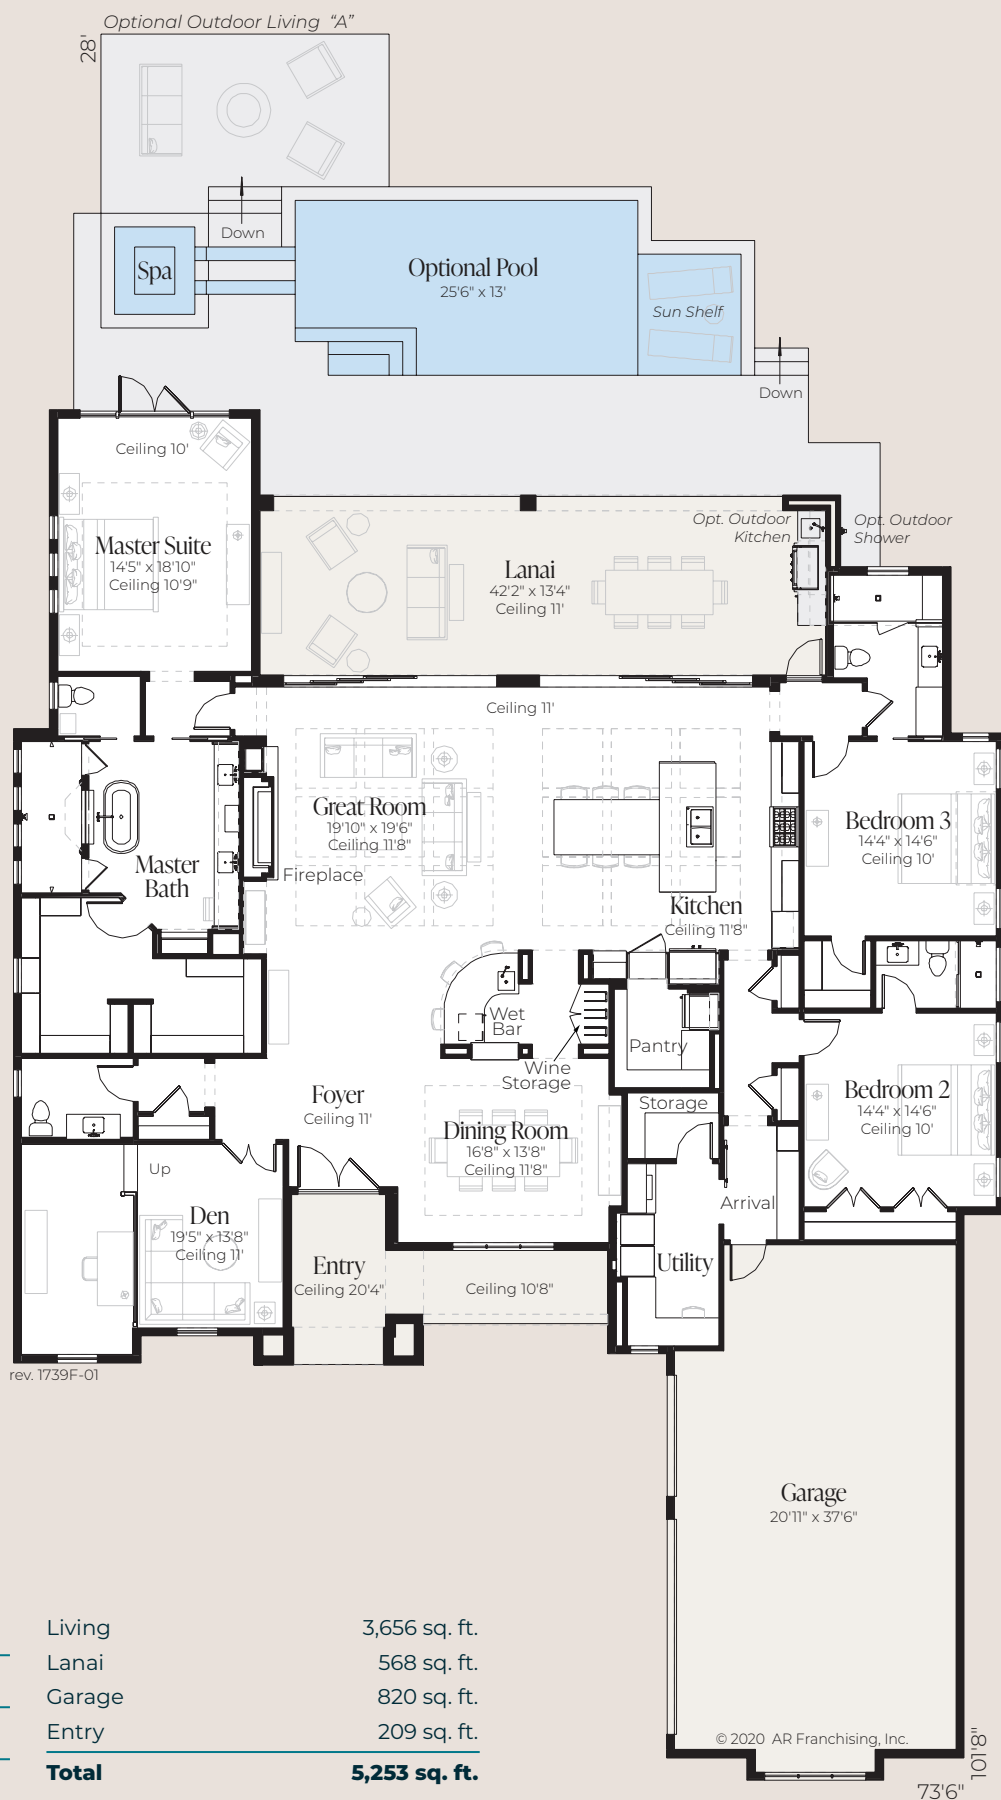 Optional Outdoor Living “A”
28'
Down
Spa
Optional Pool
25'6" x 13'
Sun Shelf
Down
Ceiling 10'
Master Suite
14'5" x 18'10"
Ceiling 10'9"
Opt. Outdoor
Kitchen
Opt. Outdoor
Shower
Lanai
42'2" x 13'4"
Ceiling 11'
Ceiling 11'
Great Room
19'10" x 19'6"
Ceiling 11'8"
Fireplace
Master
Bath
Kitchen
Ceiling 11'8"
Bedroom 3
14'4" x 14'6"
Ceiling 10'
Wet
Bar
Wine
Storage
Pantry
Storage
Foyer
Ceiling 11'
Dining Room
16'8" x 13'8"
Ceiling 11'8"
Bedroom 2
14'4" x 14'6"
Ceiling 10'
Up
Den
19'5" x 13'8"
Ceiling 11'
Arrival
Utility
Entry
Ceiling 20'4"
Ceiling 10'8"
rev. 1739F-01
Garage
20'11" x 37'6"
Living 3,656 sq. ft.
Lanai 568 sq. ft.
Garage 820 sq. ft.
Entry 209 sq. ft.
Total 5,253 sq. ft.
© 2020 AR Franchising, Inc.
101'8"
73'6"